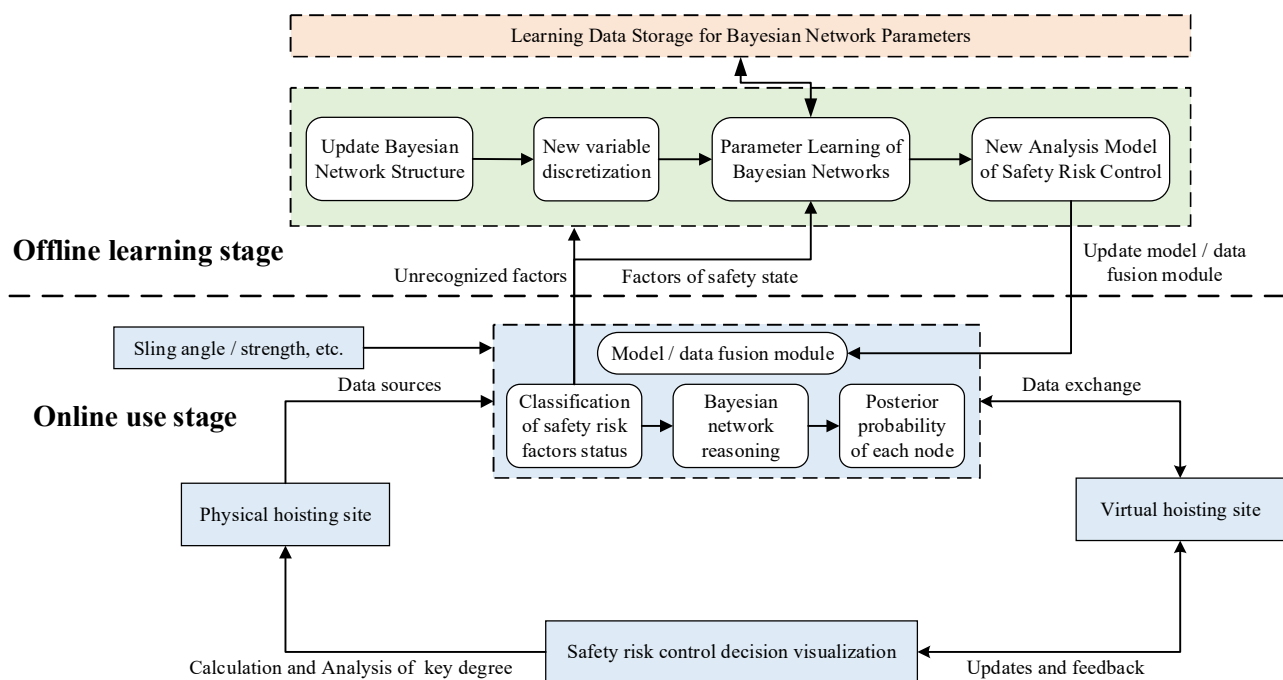 Learning Data Storage for Bayesian Network Parameters
Update Bayesian
Network Structure
New variable
discretization
Parameter Learning of
Bayesian Networks
New Analysis Model
of Safety Risk Control
Offline learning stage
Unrecognized factors
Factors of safety state
Update model / data
fusion module
Sling angle / strength, etc.
Model / data fusion module
Data sources
Data exchange
Online use stage
Classification
of safety risk
factors status
Bayesian
network
reasoning
Posterior
probability
of each node
Physical hoisting site
Virtual hoisting site
Safety risk control decision visualization
Calculation and Analysis of key degree
Updates and feedback